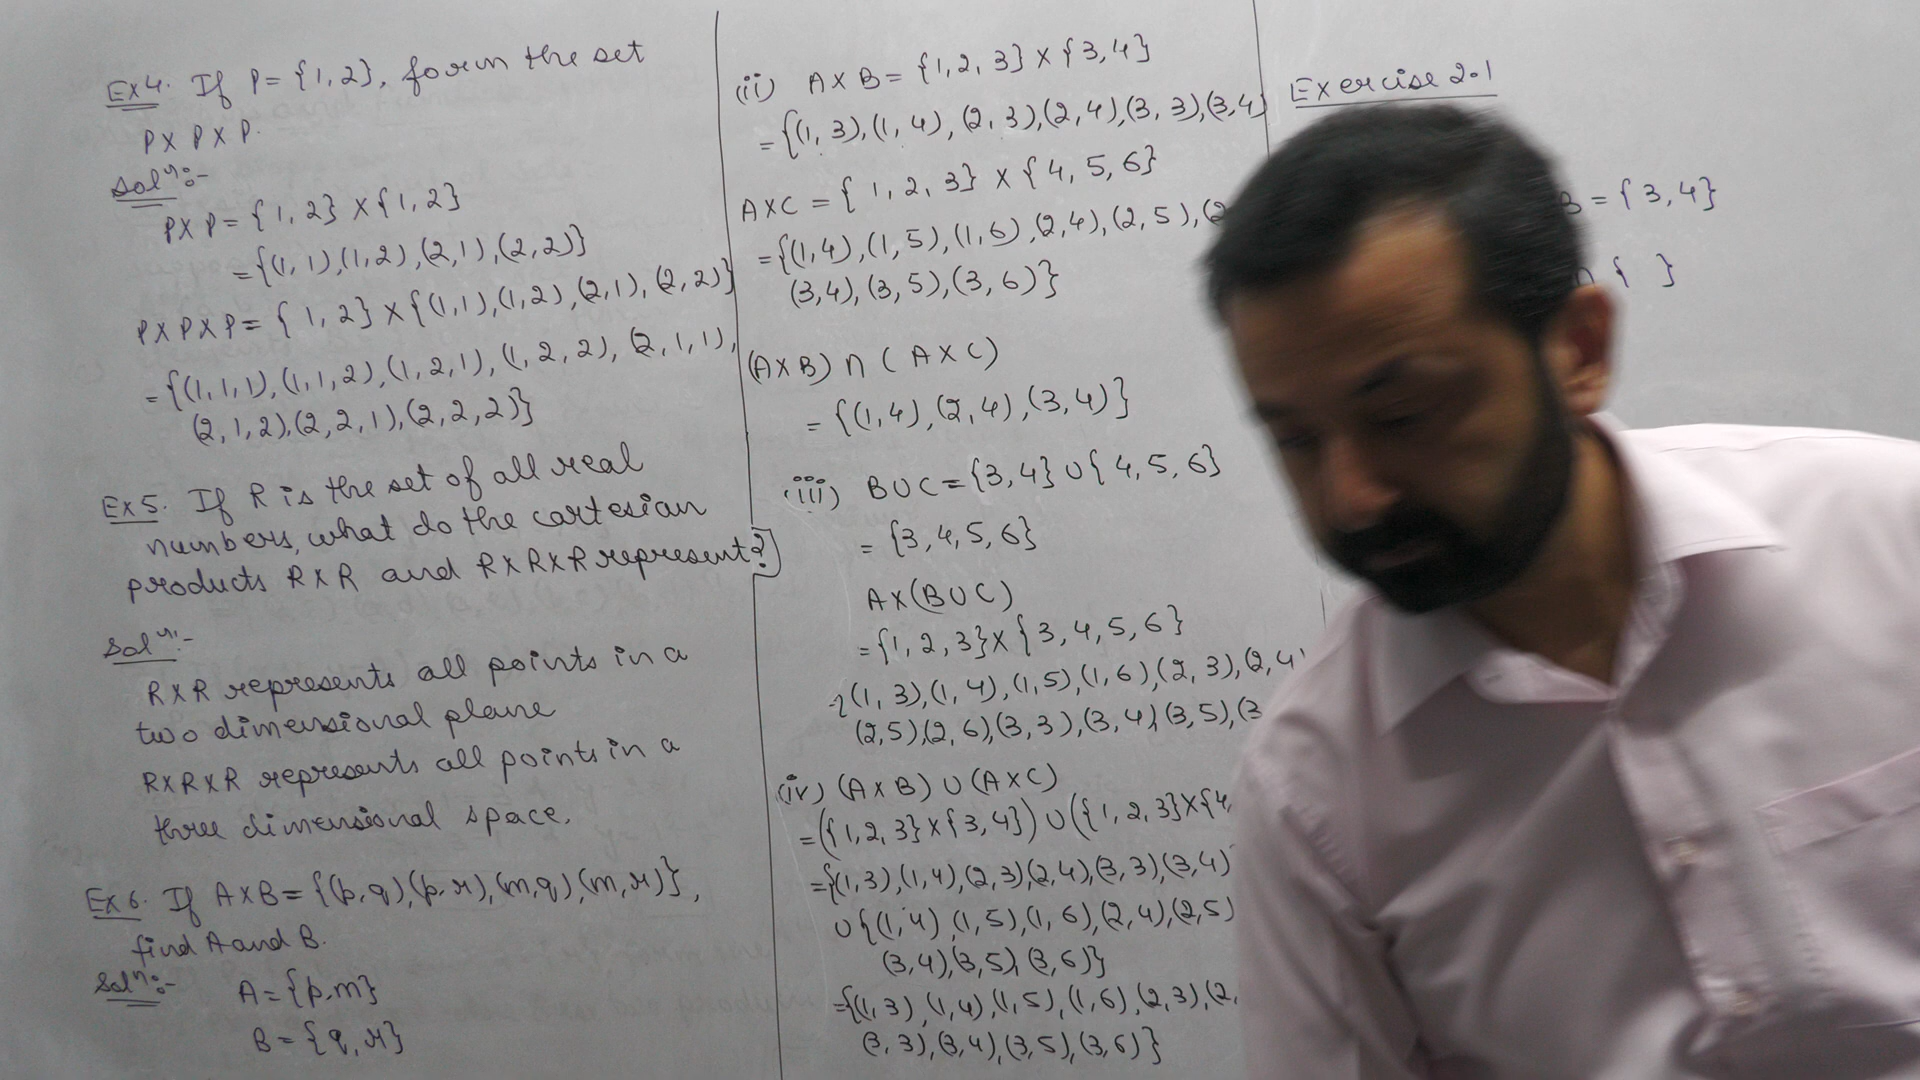 Ex4. If P = {1,2}, form the set
P X P X P.
Solⁿ:-
P X P = {1,2} X {1,2}
= {(1,1),(1,2),(2,1),(2,2)}
P X P X P = {1,2} X {(1,1),(1,2),(2,1),(2,2)}
= {(1,1,1),(1,1,2),(1,2,1),(1,2,2),(2,1,1),
(2,1,2),(2,2,1),(2,2,2)}
Ex5. If R is the set of all real
numbers, what do the cartesian
products R X R and R X R X R represent?
Solⁿ:-
R X R represents all points in a
two dimensional plane
R X R X R represents all points in a
three dimensional space.
Ex6. If A X B = {(p,q),(p,r),(m,q),(m,r)},
find A and B.
Solⁿ:-
A = {p,m}
B = {q,r}
(ii) A X B = {1,2,3} X {3,4}
= {(1,3),(1,4),(2,3),(2,4),(3,3),(3,4)
A X C = {1,2,3} X {4,5,6}
= {(1,4),(1,5),(1,6),(2,4),(2,5),(2
(3,4),(3,5),(3,6)}
(A X B) ∩ (A X C)
= {(1,4),(2,4),(3,4)}
(iii) B ∪ C = {3,4} ∪ {4,5,6}
= {3,4,5,6}
A X (B ∪ C)
= {1,2,3} X {3,4,5,6}
{(1,3),(1,4),(1,5),(1,6),(2,3),(2,4)
(2,5),(2,6),(3,3),(3,4),(3,5),(3
(iv) (A X B) ∪ (A X C)
= ({1,2,3} X {3,4}) ∪ ({1,2,3} X {4,
= {(1,3),(1,4),(2,3),(2,4),(3,3),(3,4)
∪ {(1,4),(1,5),(1,6),(2,4),(2,5)
(3,4),(3,5),(3,6)}
= {(1,3),(1,4),(1,5),(1,6),(2,3),(2,
(3,3),(3,4),(3,5),(3,6)}
Exercise 2.1
B = {3,4}
{ }